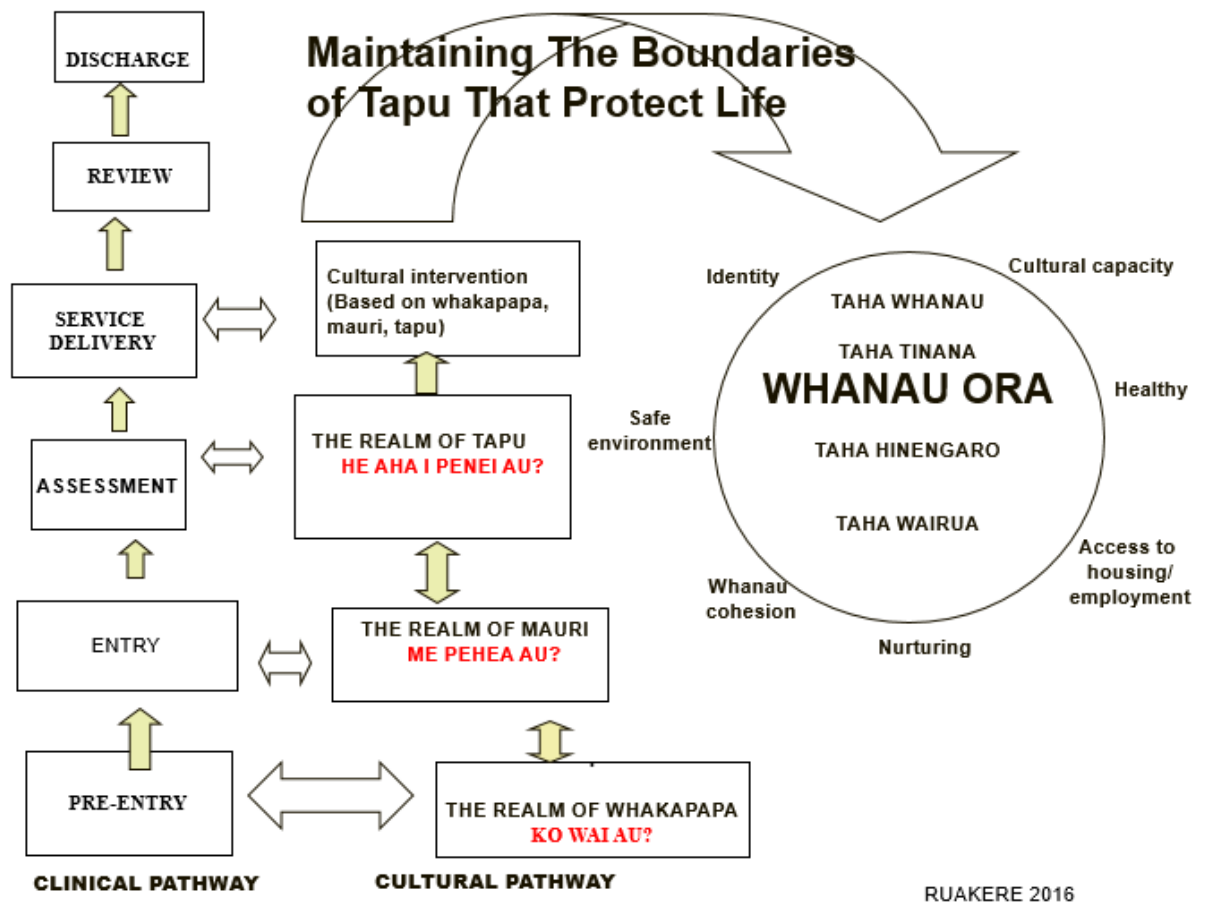 Maintaining The Boundaries
of Tapu That Protect Life
DISCHARGE
REVIEW
SERVICE
DELIVERY
ASSESSMENT
ENTRY
PRE-ENTRY
CLINICAL PATHWAY
Cultural intervention
(Based on whakapapa,
mauri, tapu)
THE REALM OF TAPU
HE AHA I PENEI AU?
THE REALM OF MAURI
ME PEHEA AU?
THE REALM OF WHAKAPAPA
KO WAI AU?
CULTURAL PATHWAY
Identity
Cultural capacity
TAHA WHANAU
TAHA TINANA
WHANAU ORA
Healthy
Safe
environment
TAHA HINENGARO
TAHA WAIRUA
Access to
housing/
employment
Whanau
cohesion
Nurturing
RUAKERE 2016